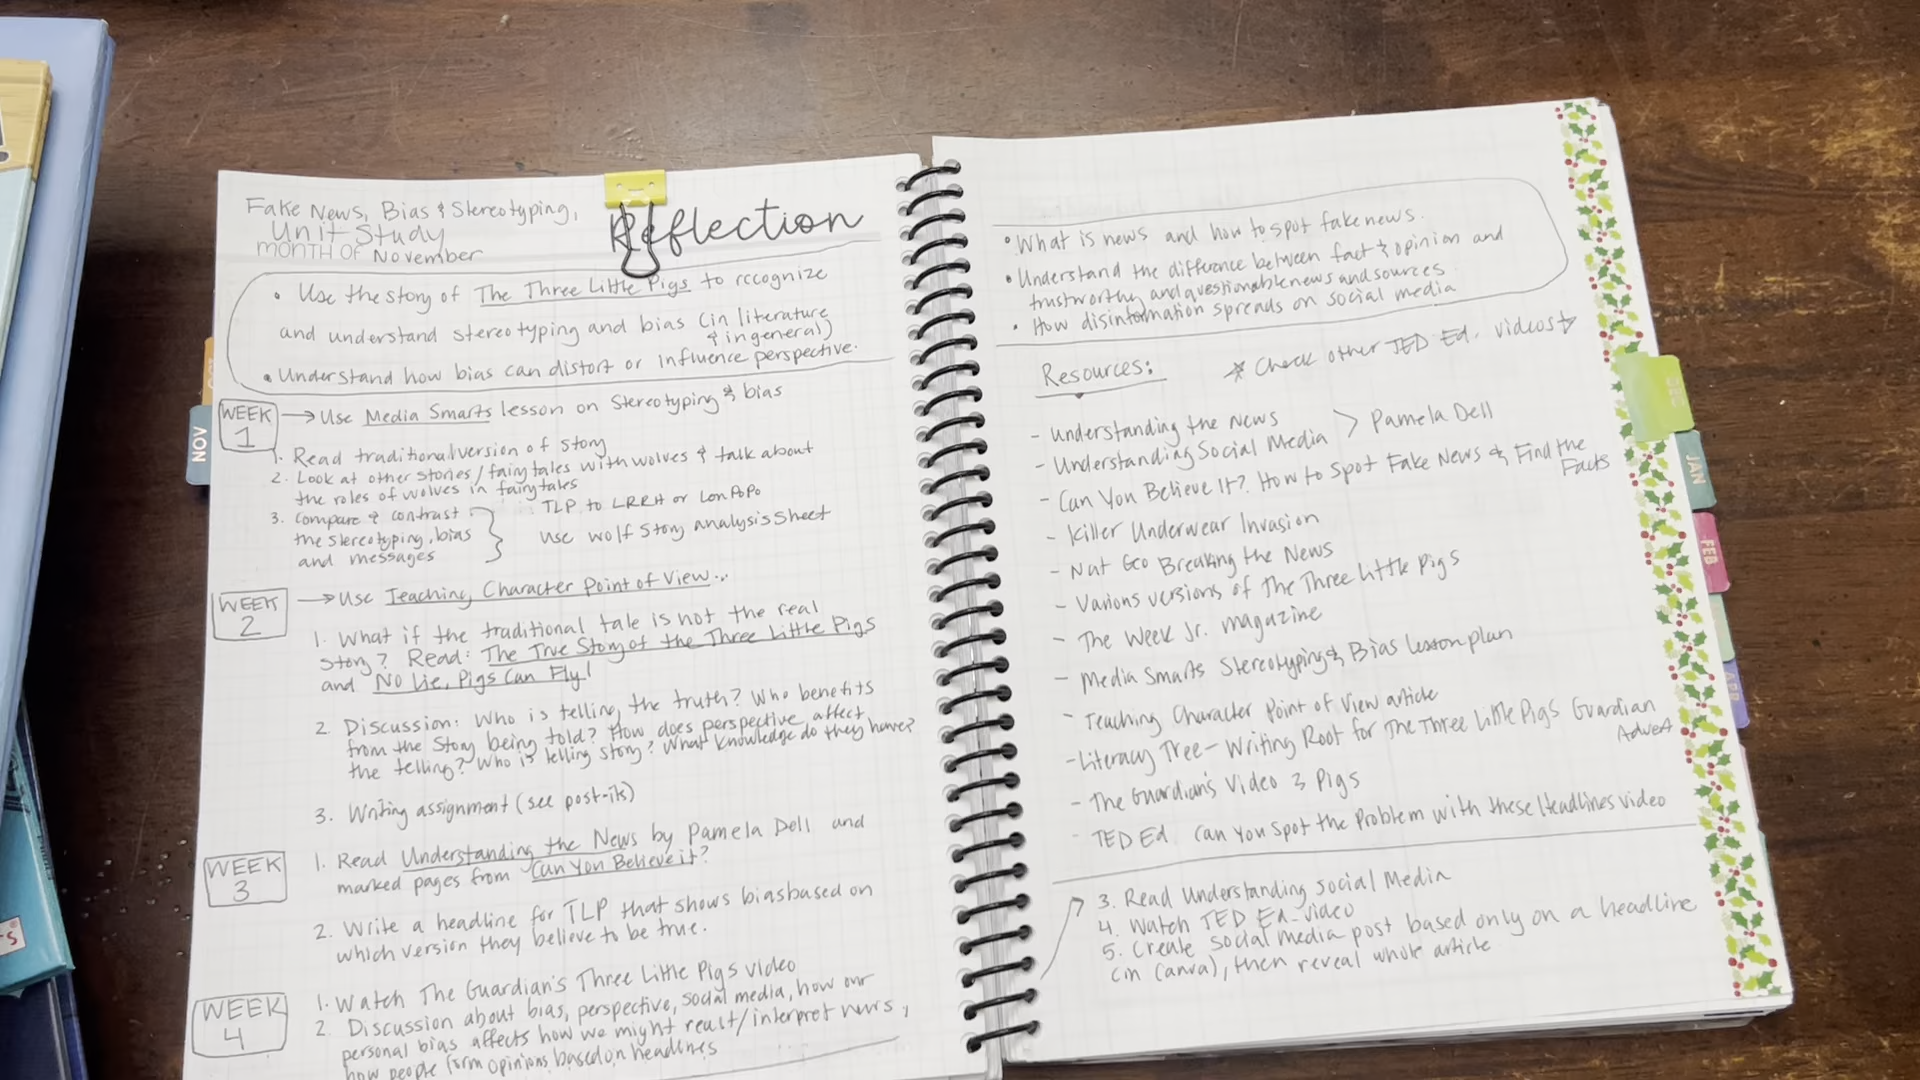 Fake News, Bias & Stereotyping,
Unit Study
MONTH OF November
Reflection
• Use the story of The Three Little Pigs to recognize
and understand stereotyping and bias (in literature
& in general)
• Understand how bias can distort or influence perspective.
WEEK
1
→ Use Media Smarts lesson on Stereotyping & bias
1. Read traditional version of story
2. Look at other stories/fairytales with wolves & talk about
the roles of wolves in fairytales
3. Compare & contrast
the stereotyping, bias
and messages
TLP to LRRH or Lon PoPo
use wolf Story analysis Sheet
WEEK
2
→ Use Teaching Character Point of View...
1. What if the traditional tale is not the real
story? Read: The True Story of the Three Little Pigs
and No Lie, Pigs Can Fly!
2. Discussion: Who is telling the truth? Who benefits
from the story being told? How does perspective affect
the telling? Who is telling story? What knowledge do they have?
3. Writing assignment (see post-its)
WEEK
3
1. Read Understanding the News by Pamela Dell and
marked pages from Can You Believe it?
2. Write a headline for TLP that shows bias based on
which version they believe to be true.
WEEK
4
1. Watch The Guardian's Three Little Pigs video
2. Discussion about bias, perspective, social media, how our
personal bias affects how we might react/interpret news,
how people form opinions based on headlines
NOV
• What is news and how to spot fake news.
• Understand the difference between fact & opinion and
trustworthy and questionable news and sources
• How disinformation spreads on social media
Resources:
* Check other TED Ed. videos
- Understanding the News
- Understanding Social Media > Pamela Dell
- Can You Believe It? How to Spot Fake News & Find the
Facts
- Killer Underwear Invasion
- Nat Geo Breaking the News
- Various versions of The Three Little Pigs
- The Week Jr. magazine
- Media Smarts Stereotyping & Bias lesson plan
- Teaching Character Point of View article
- Literacy Tree - Writing Root for The Three Little Pigs Guardian
Advert
- The Guardian's Video 3 Pigs
- TED Ed. Can You Spot the Problem with these Headlines video
3. Read Understanding Social Media
4. Watch TED Ed. video
5. Create social media post based only on a headline
(in Canva), then reveal whole article
JAN
FEB
APR